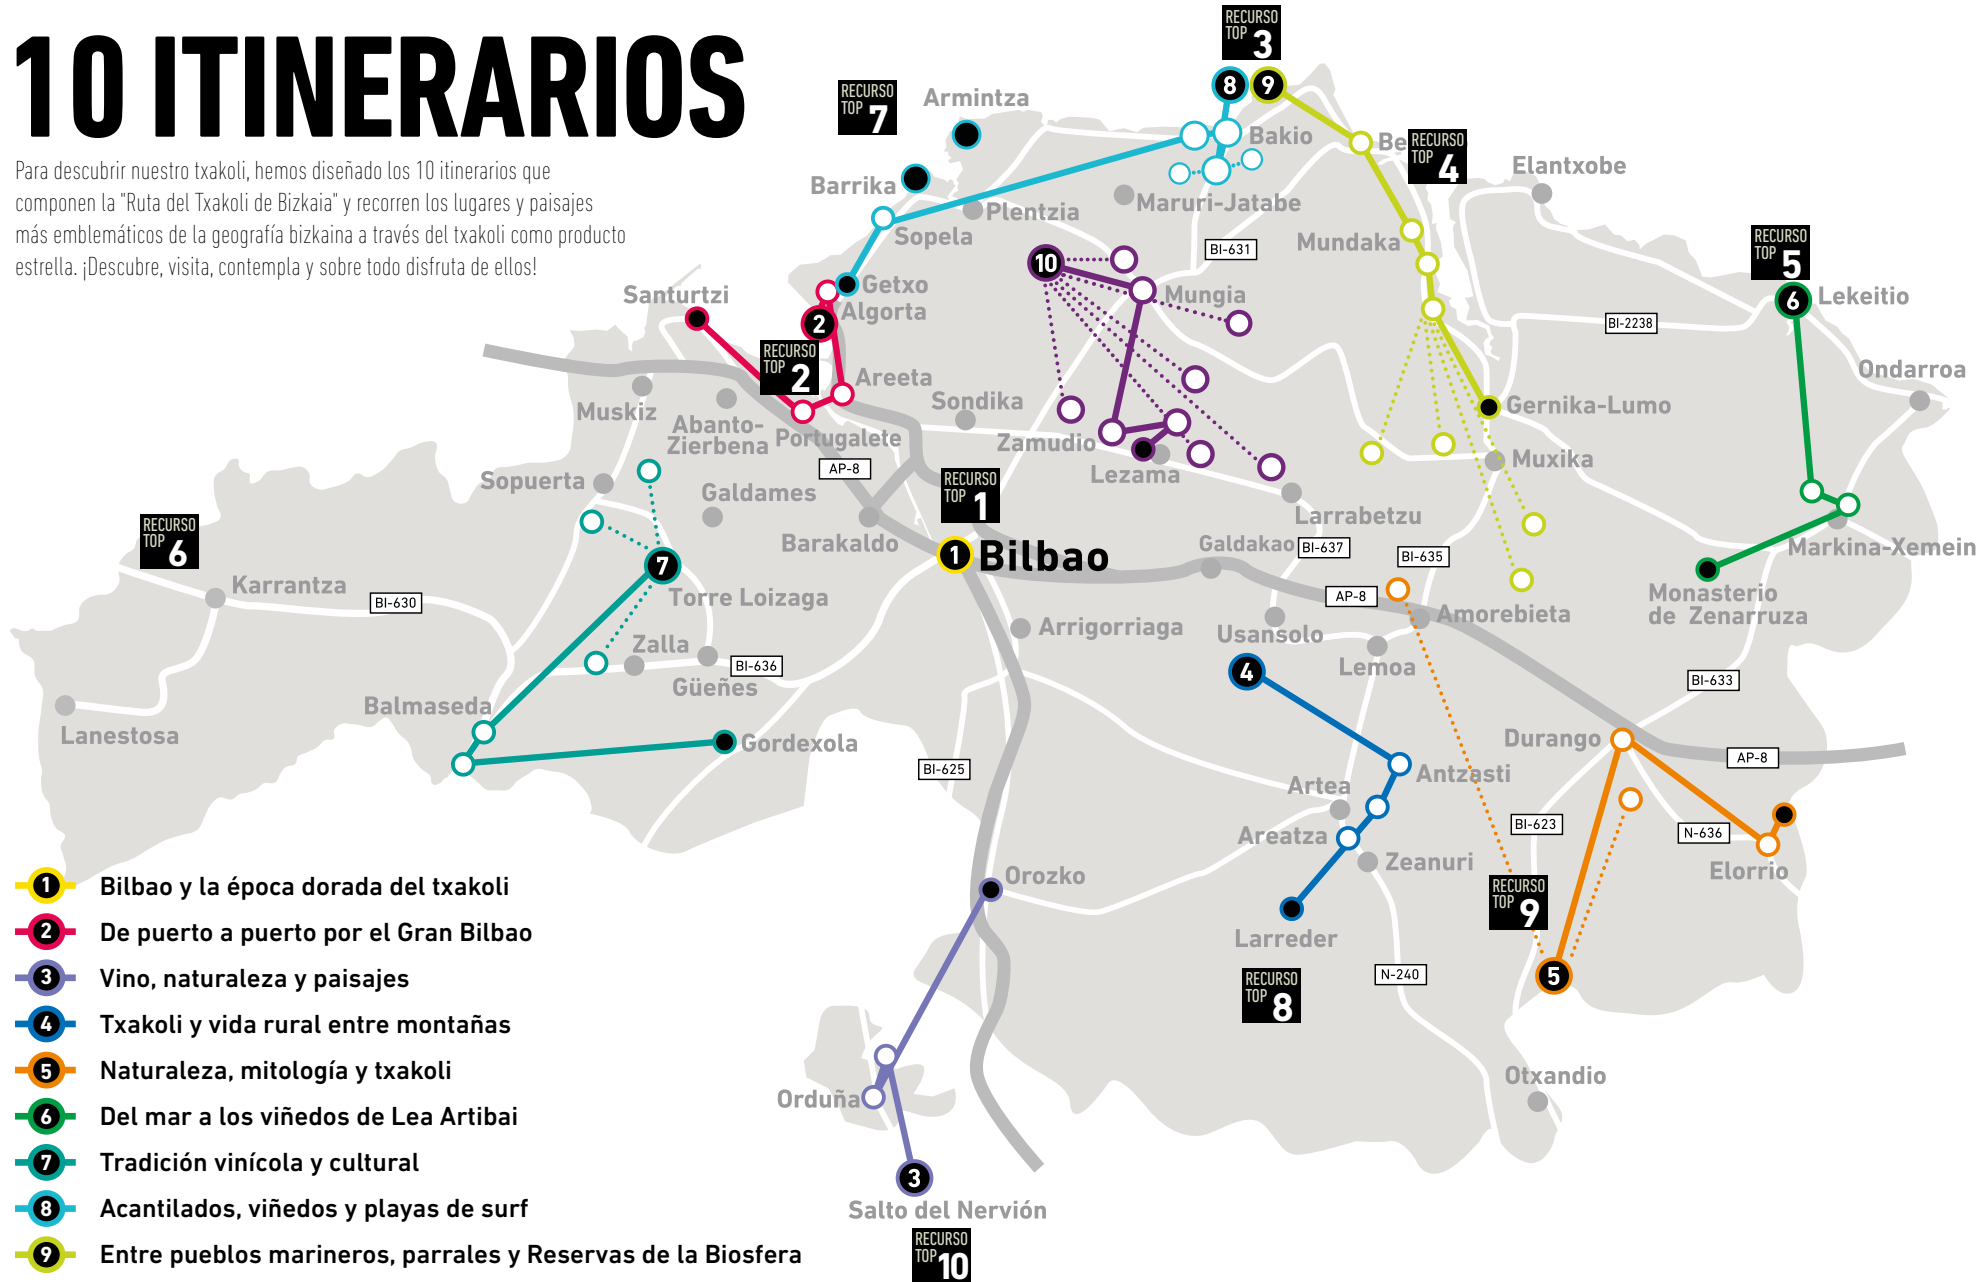 10 ITINERARIOS
Para descubrir nuestro txakoli, hemos diseñado los 10 itinerarios que
componen la "Ruta del Txakoli de Bizkaia" y recorren los lugares y paisajes
más emblemáticos de la geografía bizkaina a través del txakoli como producto
estrella. ¡Descubre, visita, contempla y sobre todo disfruta de ellos!
RECURSO
TOP 3
8
9
RECURSO
TOP 7
Armintza
Bakio
Be
RECURSO
TOP 4
Elantxobe
Barrika
Plentzia
Maruri-Jatabe
Sopela
Mundaka
BI-631
RECURSO
TOP 5
10
Getxo
Santurtzi
Mungia
6
Lekeitio
Algorta
2
BI-2238
RECURSO
TOP 2
Areeta
Ondarroa
Sondika
Muskiz
Abanto-
Zierbena
Portugalete
Zamudio
Gernika-Lumo
AP-8
Lezama
Muxika
Sopuerta
Galdames
RECURSO
TOP 1
Larrabetzu
RECURSO
TOP 6
Barakaldo
1
Bilbao
Galdakao
BI-637
BI-635
Markina-Xemein
7
Karrantza
BI-630
Torre Loizaga
AP-8
Amorebieta
Monasterio
de Zenarruza
Arrigorriaga
Usansolo
Zalla
BI-636
Güeñes
4
Lemoa
BI-633
Balmaseda
Lanestosa
Gordexola
Durango
AP-8
BI-625
Antzasti
Artea
Areatza
BI-623
N-636
Zeanuri
Elorrio
Orozko
RECURSO
TOP 9
Larreder
RECURSO
TOP 8
N-240
5
Otxandio
Orduña
3
Salto del Nervión
RECURSO
TOP 10
1 Bilbao y la época dorada del txakoli
2 De puerto a puerto por el Gran Bilbao
3 Vino, naturaleza y paisajes
4 Txakoli y vida rural entre montañas
5 Naturaleza, mitología y txakoli
6 Del mar a los viñedos de Lea Artibai
7 Tradición vinícola y cultural
8 Acantilados, viñedos y playas de surf
9 Entre pueblos marineros, parrales y Reservas de la Biosfera